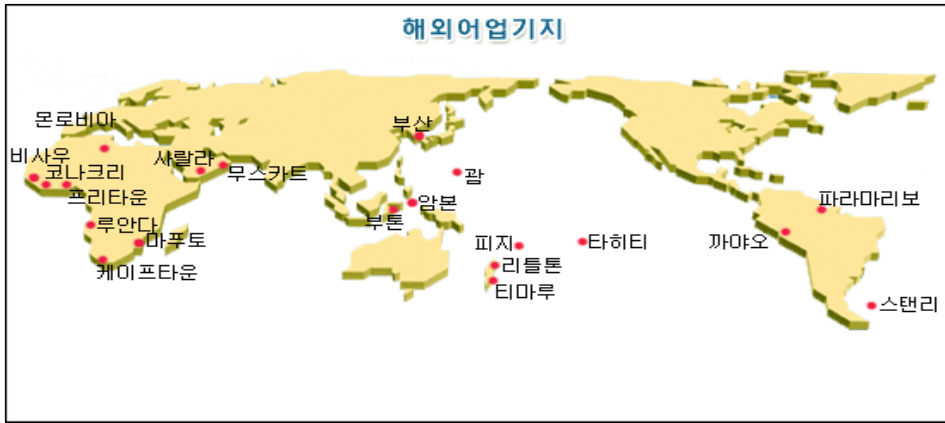 해외어업기지
몬로비아
부산
비사우
코나크리
사랄라
무스카트
괌
프리타운
암본
파라마리보
루안다
부톤
마푸토
피지
타히티
까야오
케이프타운
리틀톤
티마루
스탠리